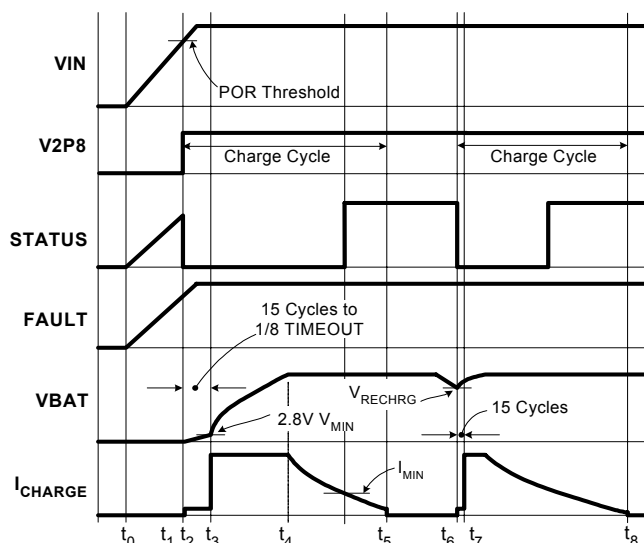 VIN
POR Threshold
V2P8
Charge Cycle
Charge Cycle
STATUS
FAULT
15 Cycles to
1/8 TIMEOUT
VBAT
VRECHRG
15 Cycles
2.8V VMIN
ICHARGE
IMIN
t0 t1 t2 t3 t4 t5 t6 t7 t8